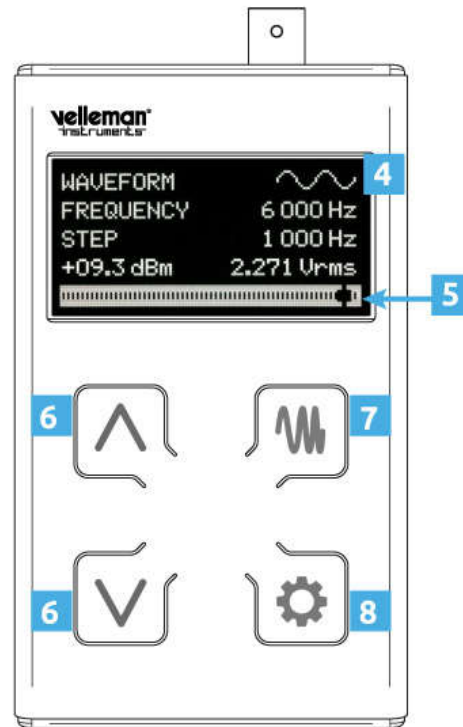 velleman®
instruments
WAVEFORM 4
FREQUENCY 6 000 Hz
STEP 1 000 Hz
+09.3 dBm 2.271 Vrms
5
6 7
6 8